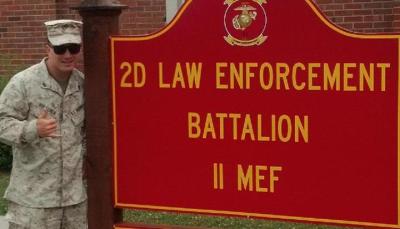 2D LAW ENFORCEMENT
BATTALION
II MEF